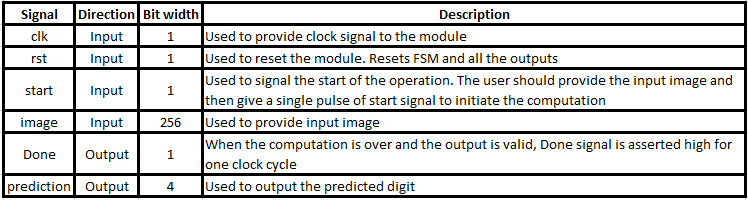 Signal Direction Bit width Description
clk Input 1 Used to provide clock signal to the module
rst Input 1 Used to reset the module. Resets FSM and all the outputs
start Input 1 Used to signal the start of the operation. The user should provide the input image and
then give a single pulse of start signal to initiate the computation
image Input 256 Used to provide input image
Done Output 1 When the computation is over and the output is valid, Done signal is asserted high for
one clock cycle
prediction Output 4 Used to output the predicted digit